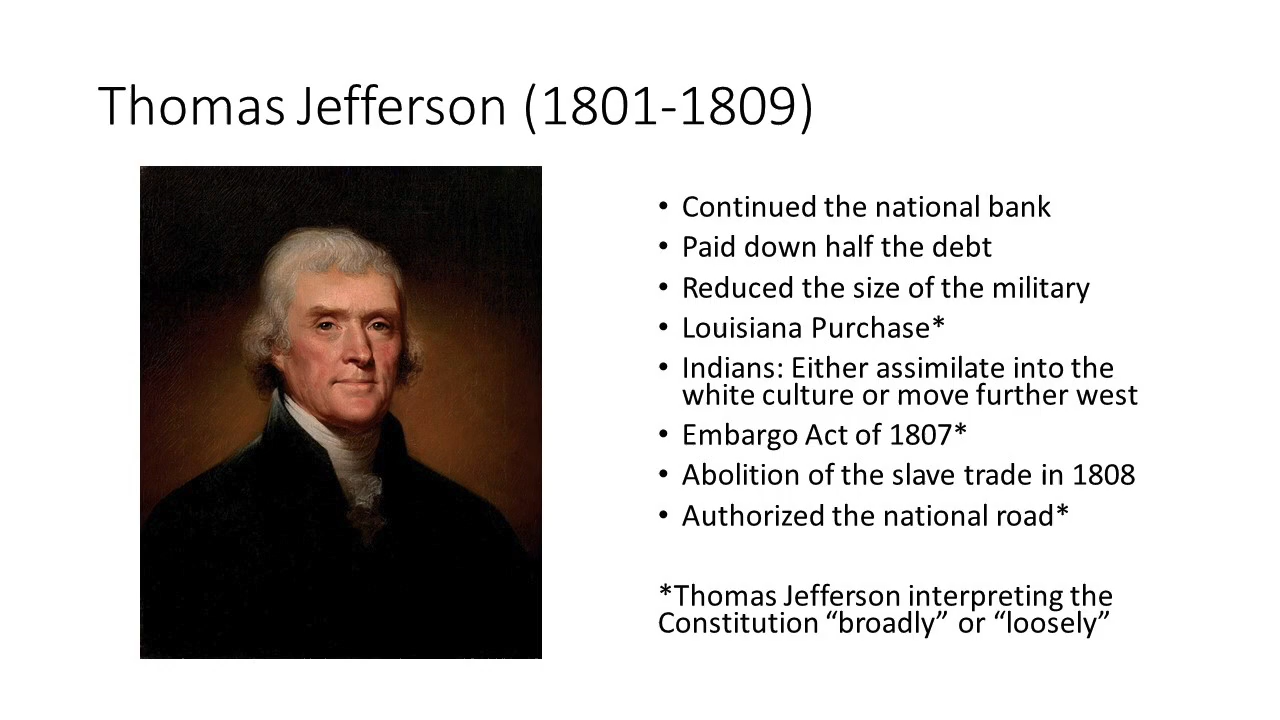 Thomas Jefferson (1801-1809)
• Continued the national bank
• Paid down half the debt
• Reduced the size of the military
• Louisiana Purchase*
• Indians: Either assimilate into the
white culture or move further west
• Embargo Act of 1807*
• Abolition of the slave trade in 1808
• Authorized the national road*
*Thomas Jefferson interpreting the
Constitution “broadly” or “loosely”